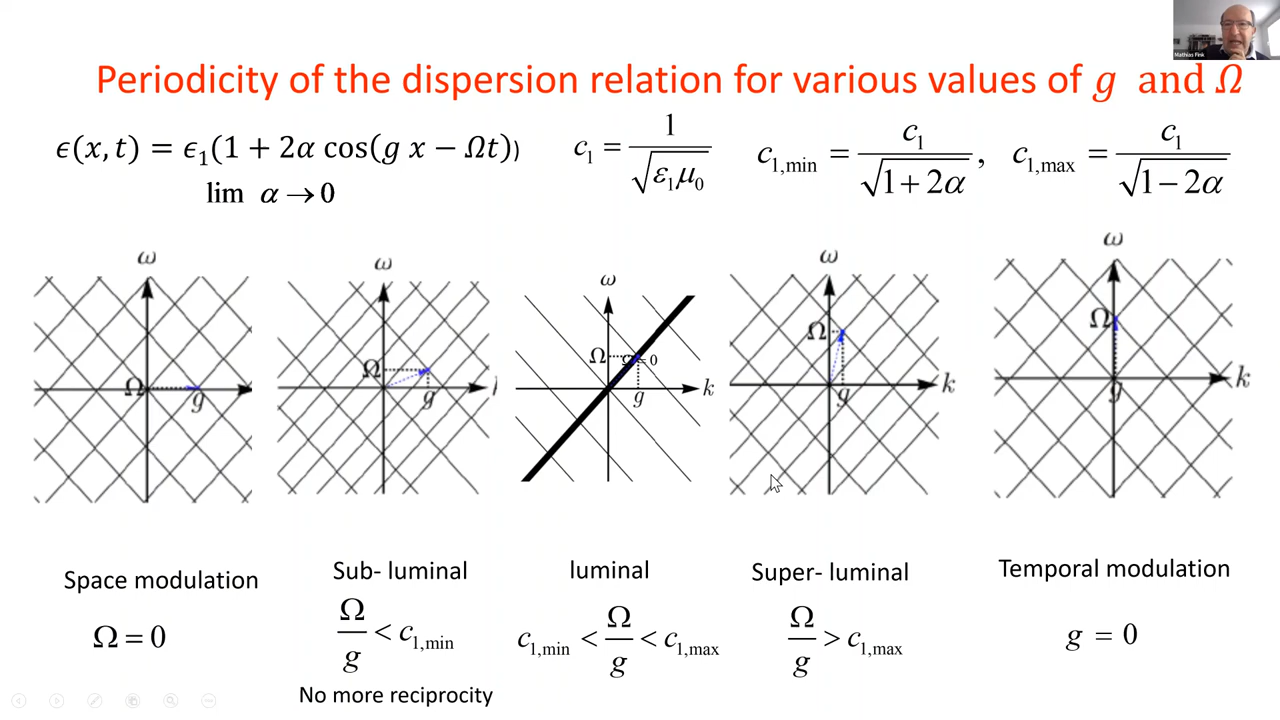 Mathias Fink
Periodicity of the dispersion relation for various values of g and Ω
ϵ(x, t) = ϵ₁(1 + 2α cos(g x − Ωt))
lim α → 0
c₁ = 1 / √(ε₁μ₀)
c₁,min = c₁ / √(1 + 2α) , c₁,max = c₁ / √(1 − 2α)
ω
Ω
g
ω
Ω
g
ω
Ω = 0
g
k
ω
Ω
g
k
ω
Ω
g
k
Space modulation
Ω = 0
Sub- luminal
Ω / g < c₁,min
No more reciprocity
luminal
c₁,min < Ω / g < c₁,max
Super- luminal
Ω / g > c₁,max
Temporal modulation
g = 0